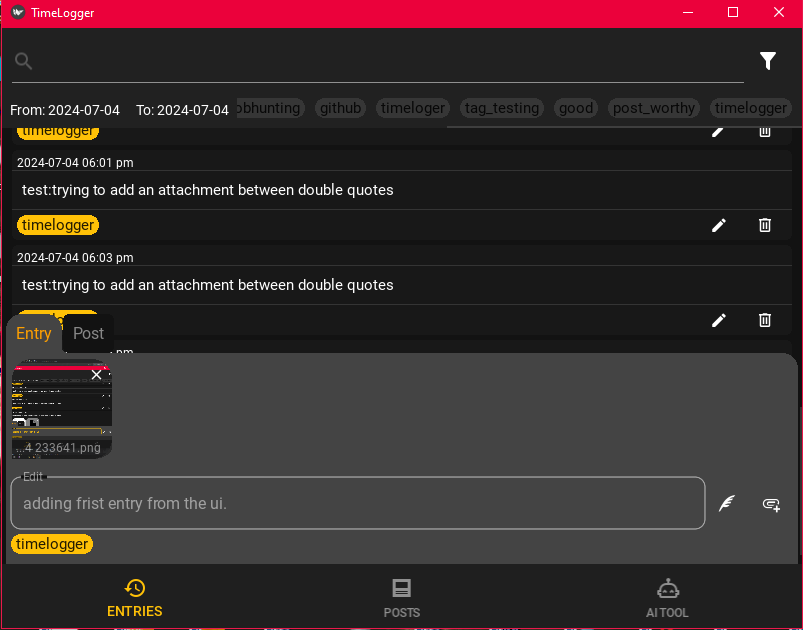 TimeLogger
From: 2024-07-04 To: 2024-07-04 obhunting github timeloger tag_testing good post_worthy timelogger
timelogger
2024-07-04 06:01 pm
test:trying to add an attachment between double quotes
timelogger
2024-07-04 06:03 pm
test:trying to add an attachment between double quotes
Entry Post
4 233641.png
Edit
adding frist entry from the ui.
timelogger
ENTRIES POSTS AI TOOL